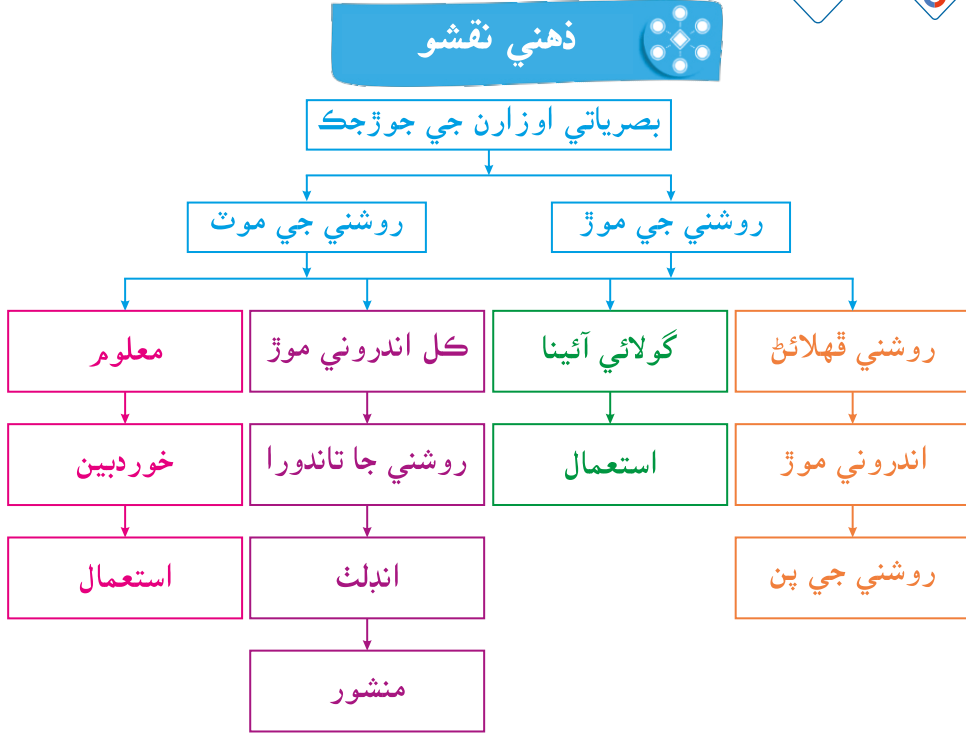 ذهني نقشو
بصرياتي اوزارن جي جوڙجڪ
روشني جي موڙ
روشني جي موٽ
روشني ڦهلائڻ
گولائي آئينا
ڪل اندروني موڙ
معلوم
اندروني موڙ
استعمال
روشني جا تاندورا
خوردبين
روشني جي پن
انڊلٺ
استعمال
منشور